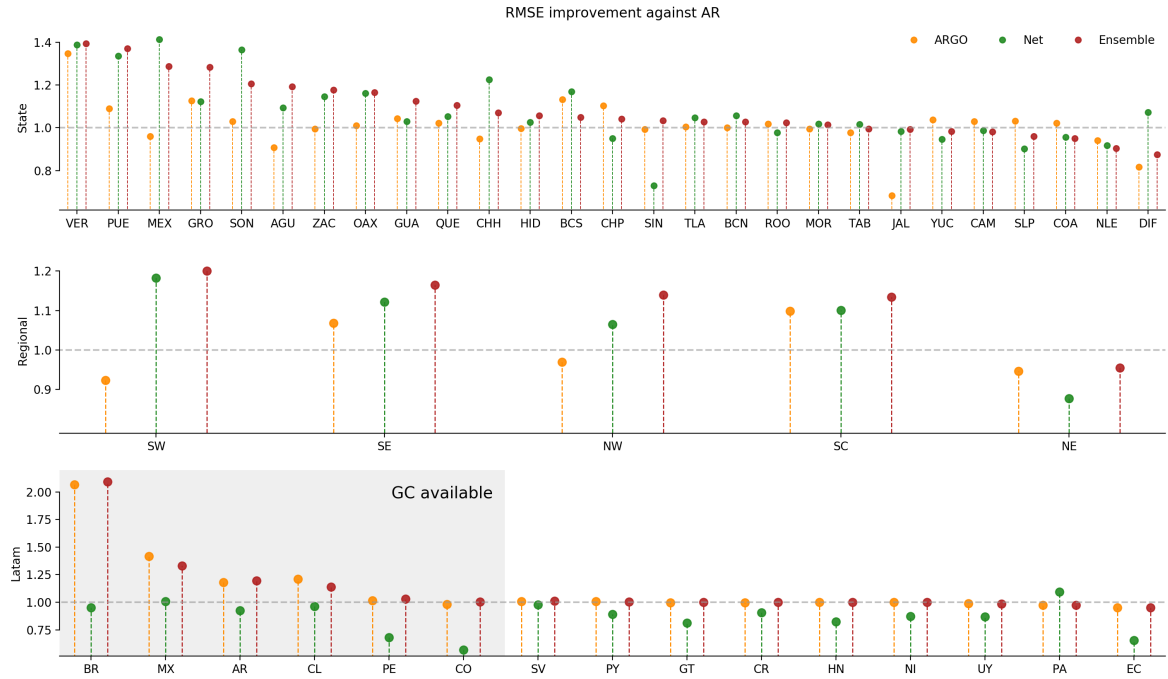 RMSE improvement against AR
ARGO Net Ensemble
State
1.4
1.2
1.0
0.8
VER PUE MEX GRO SON AGU ZAC OAX GUA QUE CHH HID BCS CHP SIN TLA BCN ROO MOR TAB JAL YUC CAM SLP COA NLE DIF
Regional
1.2
1.1
1.0
0.9
SW SE NW SC NE
GC available
Latam
2.00
1.75
1.50
1.25
1.00
0.75
BR MX AR CL PE CO SV PY GT CR HN NI UY PA EC